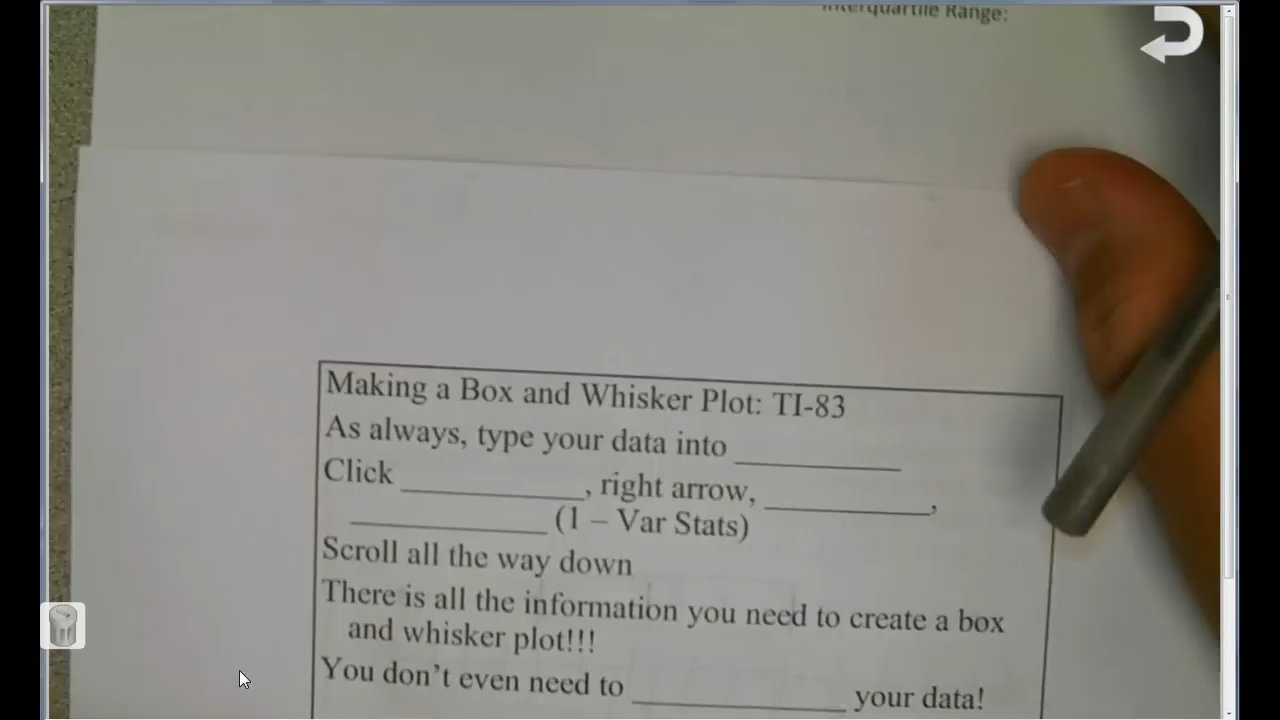 Interquartile Range:
Making a Box and Whisker Plot: TI-83
As always, type your data into __________
Click ___________, right arrow, __________,
____________ (1 – Var Stats)
Scroll all the way down
There is all the information you need to create a box
and whisker plot!!!
You don't even need to _____________ your data!